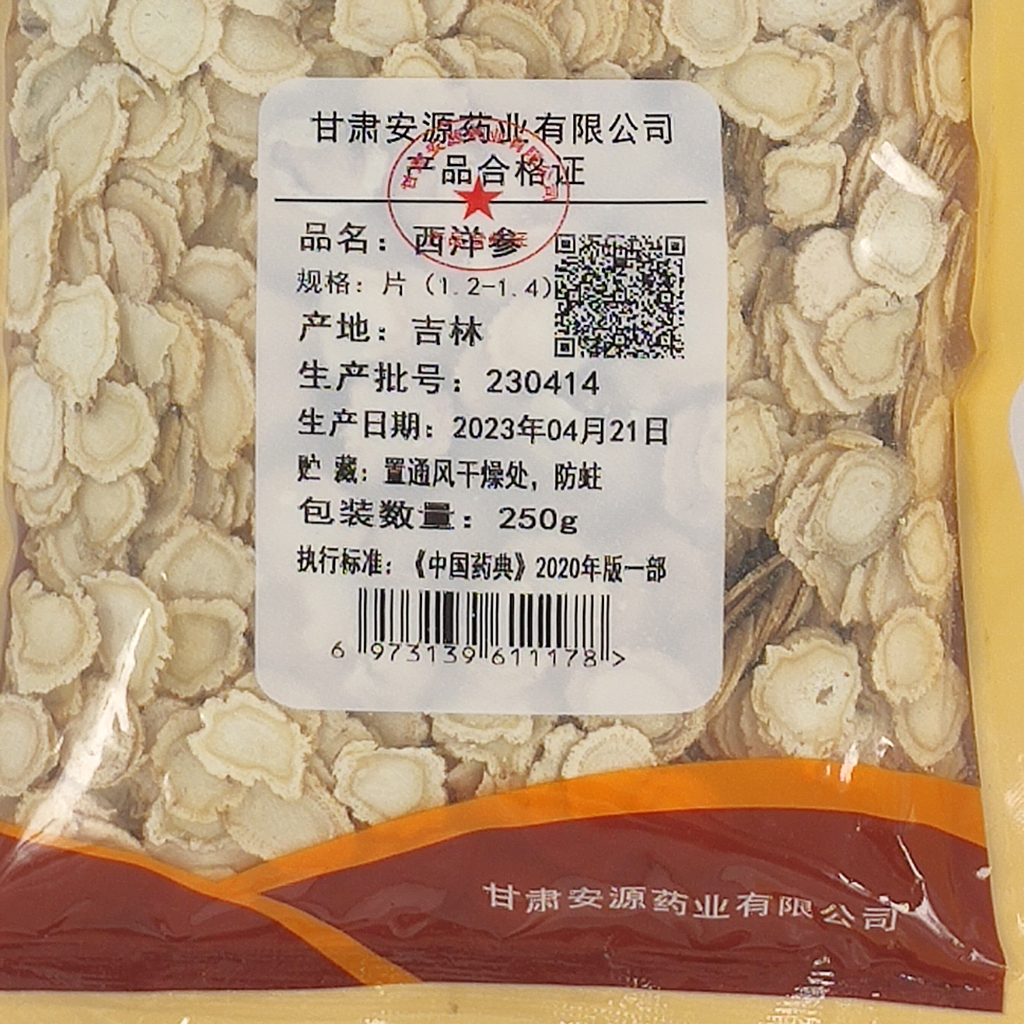 甘肃安源药业有限公司
产品合格证
品名：西洋参
规格：片（1.2-1.4）
产地：吉林
生产批号：230414
生产日期：2023年04月21日
贮 藏：置通风干燥处，防蛀
包装数量：250g
执行标准：《中国药典》2020年版一部
6 973139 611178 >
甘肃安源药业有限公司